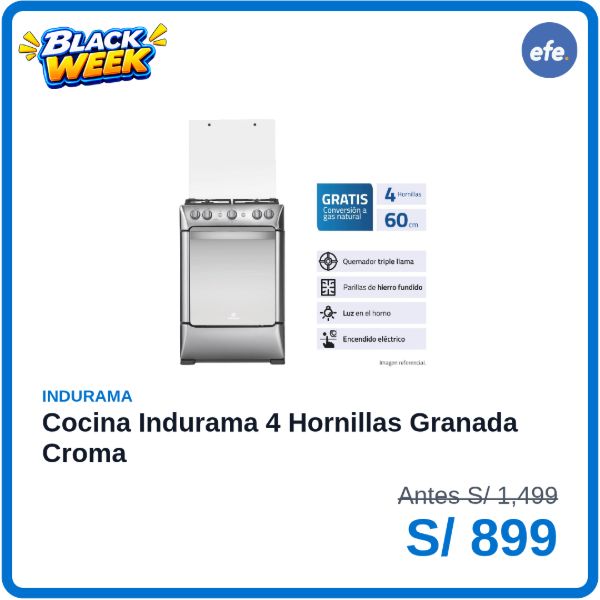 BLACK
WEEK
efe.
GRATIS
Conversión a
gas natural
4 Hornillas
60 cm
Quemador triple llama
Parillas de hierro fundido
Luz en el horno
Encendido eléctrico
Imagen referencial.
INDURAMA
Cocina Indurama 4 Hornillas Granada
Croma
Antes S/ 1,499
S/ 899